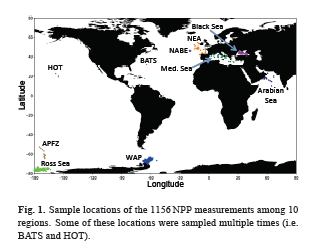 Black Sea
NEA
BATS
NABE
HOT
Med. Sea
Arabian
Sea
APFZ
WAP
Ross Sea
Latitude
Longitude
Fig. 1. Sample locations of the 1156 NPP measurements among 10
regions. Some of these locations were sampled multiple times (i.e.
BATS and HOT).